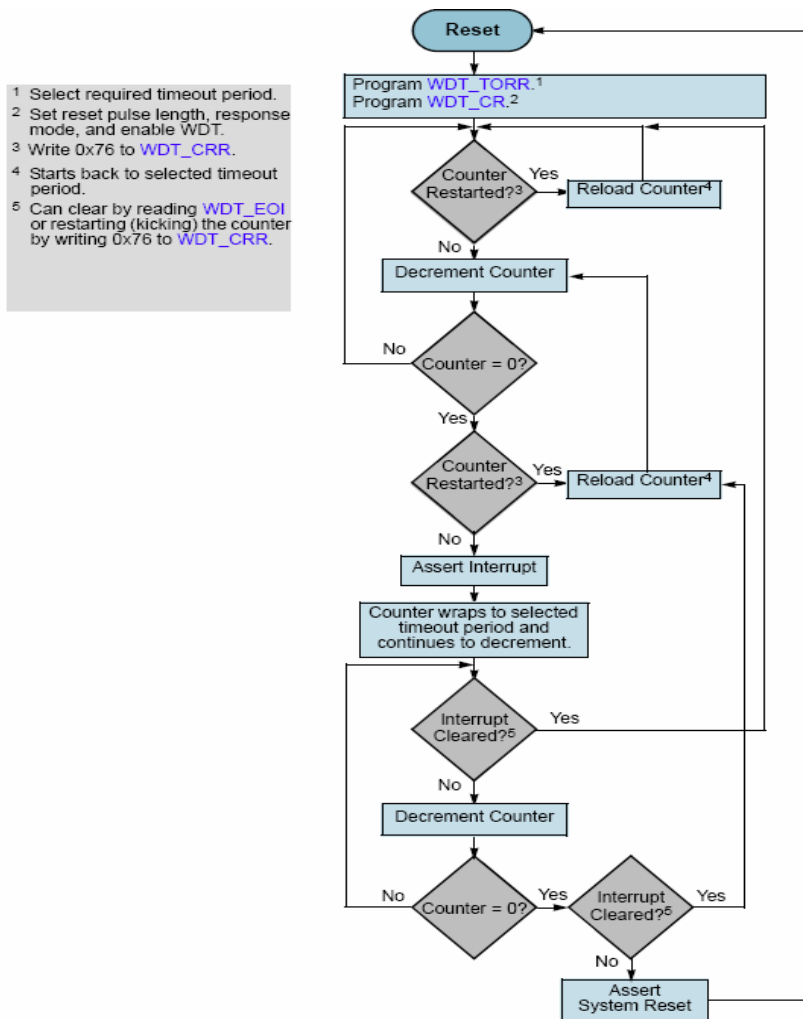 Reset
1 Select required timeout period.
2 Set reset pulse length, response
mode, and enable WDT.
3 Write 0x76 to WDT_CRR.
4 Starts back to selected timeout
period.
5 Can clear by reading WDT_EOI
or restarting (kicking) the counter
by writing 0x76 to WDT_CRR.
Program WDT_TORR.1
Program WDT_CR.2
Counter
Restarted?3
Yes
Reload Counter4
No
Decrement Counter
No
Counter = 0?
Yes
Counter
Restarted?3
Yes
Reload Counter4
No
Assert Interrupt
Counter wraps to selected
timeout period and
continues to decrement.
Interrupt
Cleared?5
Yes
No
Decrement Counter
No
Counter = 0?
Yes
Interrupt
Cleared?5
Yes
No
Assert
System Reset